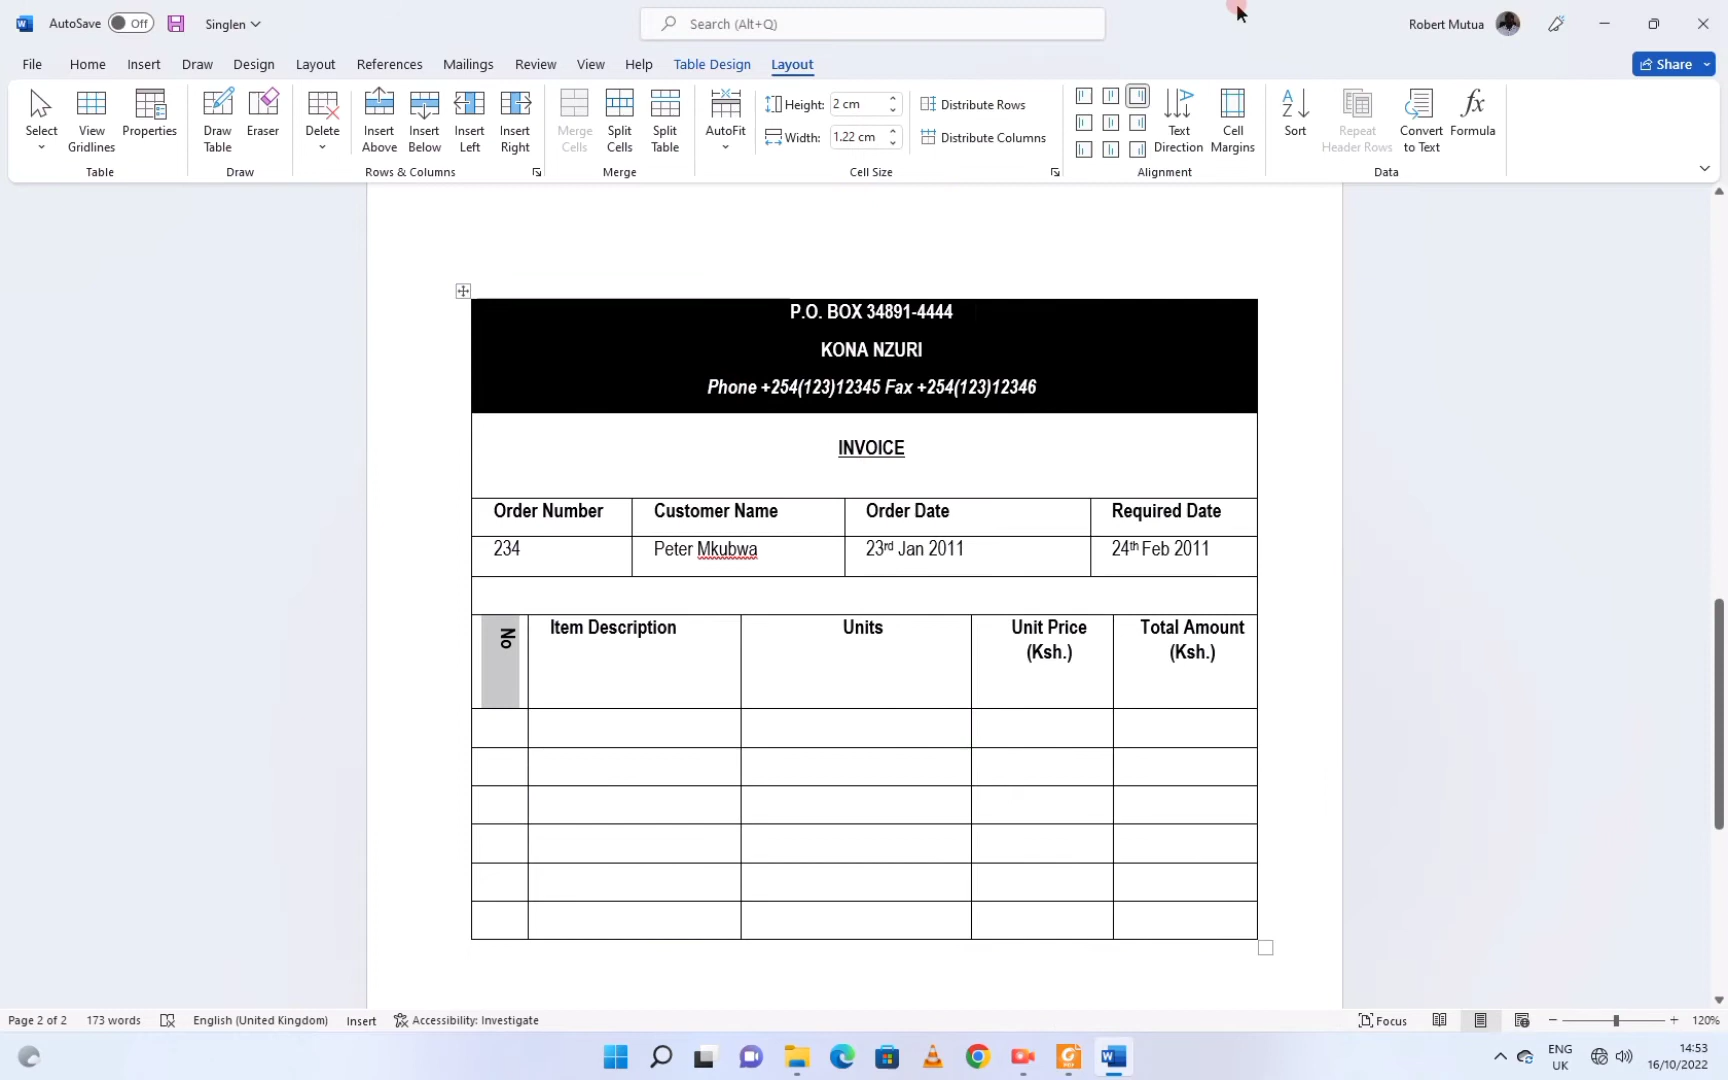 AutoSave Off Singlen Search (Alt+Q) Robert Mutua
File Home Insert Draw Design Layout References Mailings Review View Help Table Design Layout Share
Select View Gridlines Properties Draw Table Eraser Delete Insert Above Insert Below Insert Left Insert Right Merge Cells Split Cells Split Table AutoFit Height: 2 cm Width: 1.22 cm Distribute Rows Distribute Columns Text Direction Cell Margins Sort Repeat Header Rows Convert to Text Formula
Table Draw Rows & Columns Merge Cell Size Alignment Data
P.O. BOX 34891-4444
KONA NZURI
Phone +254(123)12345 Fax +254(123)12346
INVOICE
Order Number Customer Name Order Date Required Date
234 Peter Mkubwa 23rd Jan 2011 24th Feb 2011
No Item Description Units Unit Price (Ksh.) Total Amount (Ksh.)
Page 2 of 2 173 words English (United Kingdom) Insert Accessibility: Investigate Focus 120%
ENG UK 14:53 16/10/2022